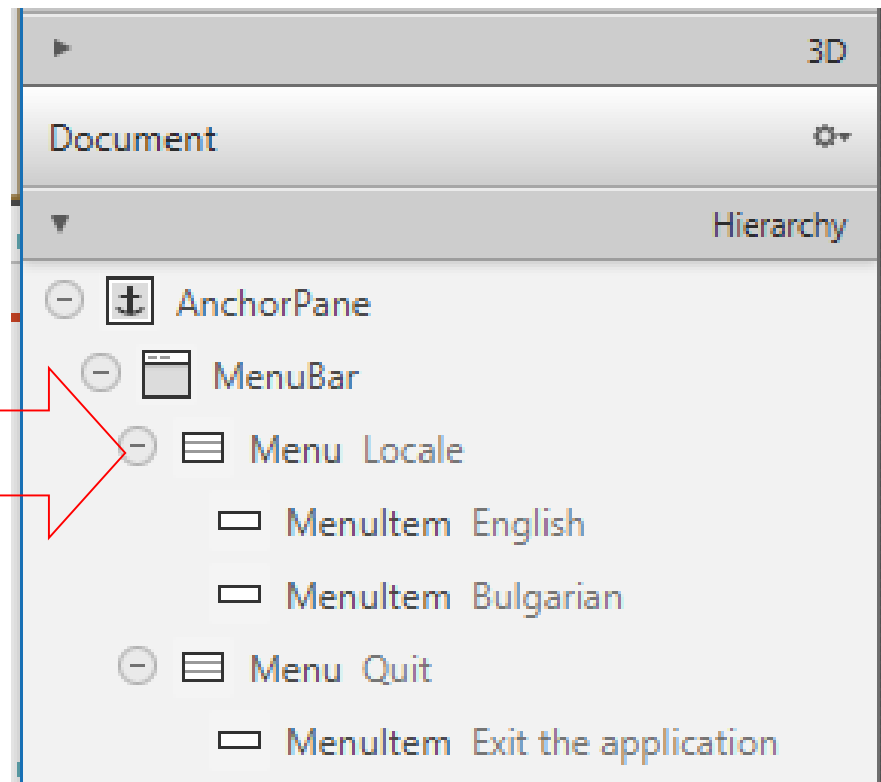 3D
Document
Hierarchy
AnchorPane
MenuBar
Menu Locale
MenuItem English
MenuItem Bulgarian
Menu Quit
MenuItem Exit the application